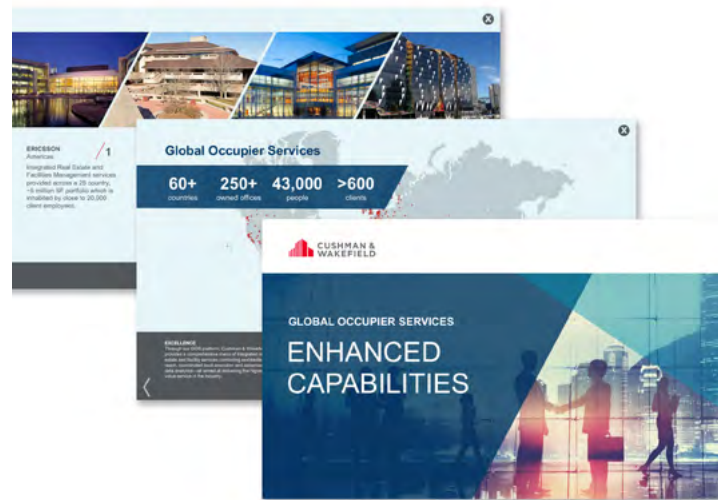 X
ERICSSON
Americas
/1
Integrated Real Estate and
Facilities Management services
provided across a 25 country,
~5 million SF portfolio which is
inhabited by close to 20,000
client employees.
X
Global Occupier Services
60+ 250+ 43,000 >600
countries owned offices people clients
EXCELLENCE
CUSHMAN &
WAKEFIELD
GLOBAL OCCUPIER SERVICES
ENHANCED
CAPABILITIES